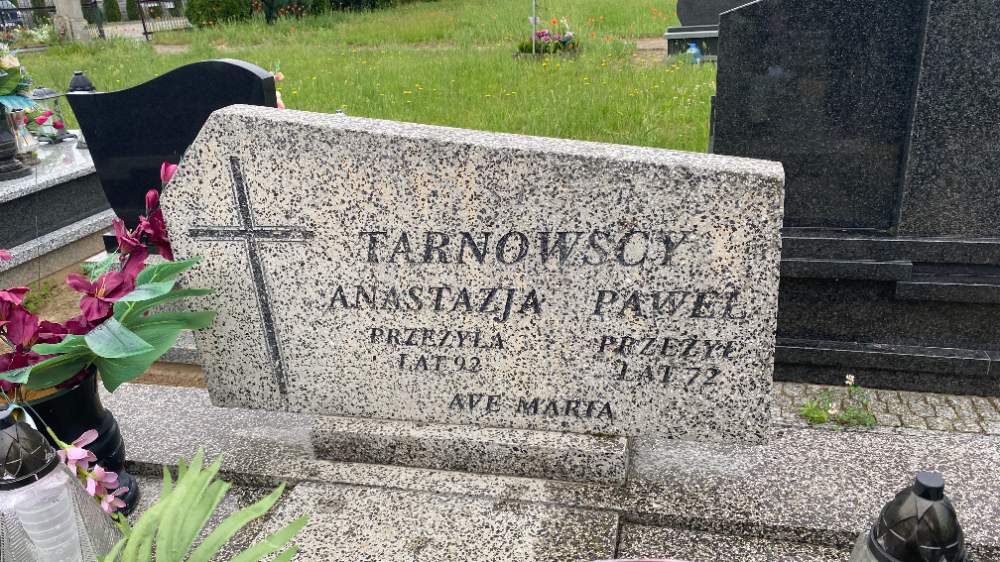 TARNOWSCY
ANASTAZJA PAWEŁ
PRZEŻYŁA PRZEŻYŁ
LAT 92 LAT 72
AVE MARIA